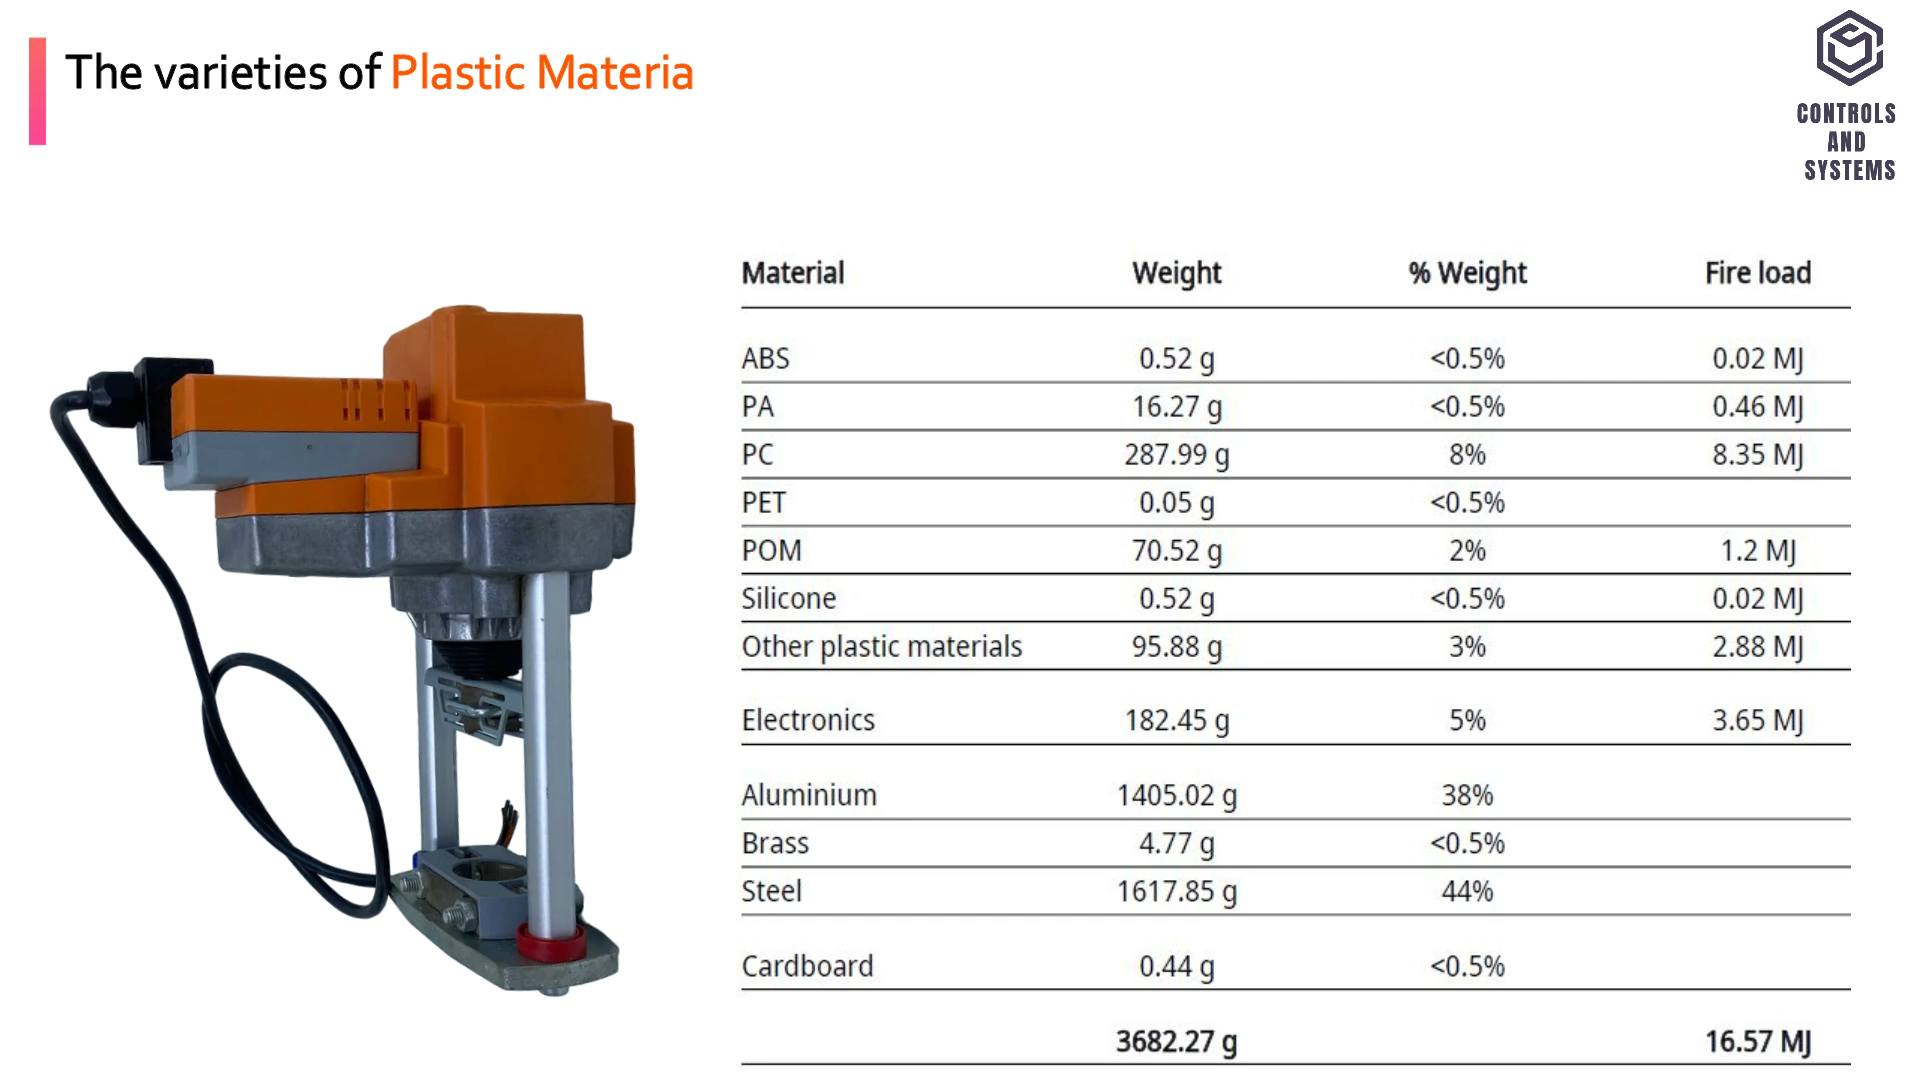 The varieties of Plastic Materia
CONTROLS
AND
SYSTEMS
Material Weight % Weight Fire load
ABS 0.52 g <0.5% 0.02 MJ
PA 16.27 g <0.5% 0.46 MJ
PC 287.99 g 8% 8.35 MJ
PET 0.05 g <0.5%
POM 70.52 g 2% 1.2 MJ
Silicone 0.52 g <0.5% 0.02 MJ
Other plastic materials 95.88 g 3% 2.88 MJ
Electronics 182.45 g 5% 3.65 MJ
Aluminium 1405.02 g 38%
Brass 4.77 g <0.5%
Steel 1617.85 g 44%
Cardboard 0.44 g <0.5%
3682.27 g 16.57 MJ